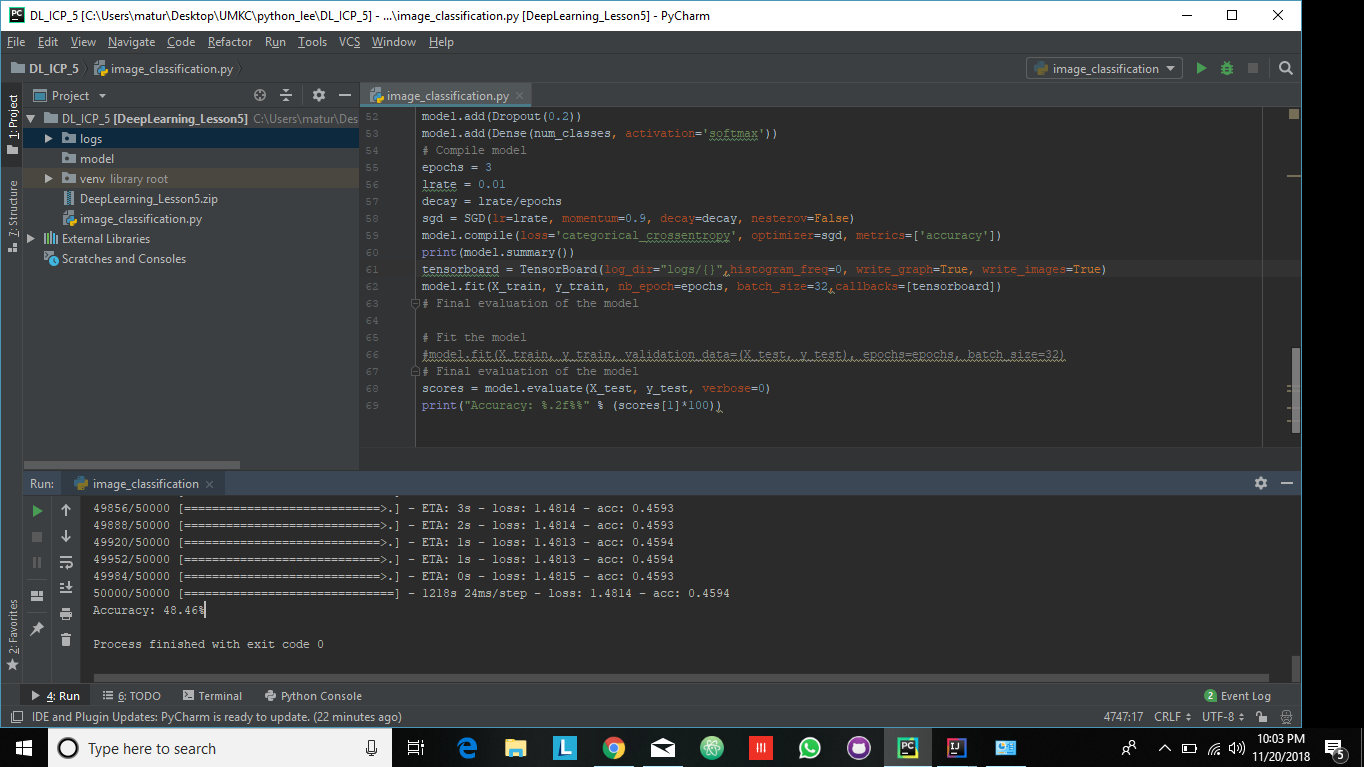 DL_ICP_5 [C:\Users\matur\Desktop\UMKC\python_lee\DL_ICP_5] - ...\image_classification.py [DeepLearning_Lesson5] - PyCharm
File Edit View Navigate Code Refactor Run Tools VCS Window Help
DL_ICP_5 image_classification.py image_classification
1: Project
7: Structure
2: Favorites
Project
DL_ICP_5 [DeepLearning_Lesson5] C:\Users\matur\Des
logs
model
venv library root
DeepLearning_Lesson5.zip
image_classification.py
External Libraries
Scratches and Consoles
image_classification.py
52 model.add(Dropout(0.2))
53 model.add(Dense(num_classes, activation='softmax'))
54 # Compile model
55 epochs = 3
56 lrate = 0.01
57 decay = lrate/epochs
58 sgd = SGD(lr=lrate, momentum=0.9, decay=decay, nesterov=False)
59 model.compile(loss='categorical_crossentropy', optimizer=sgd, metrics=['accuracy'])
60 print(model.summary())
61 tensorboard = TensorBoard(log_dir="logs/{}",histogram_freq=0, write_graph=True, write_images=True)
62 model.fit(X_train, y_train, nb_epoch=epochs, batch_size=32,callbacks=[tensorboard])
63 # Final evaluation of the model
64
65 # Fit the model
66 #model.fit(X_train, y_train, validation_data=(X_test, y_test), epochs=epochs, batch_size=32)
67 # Final evaluation of the model
68 scores = model.evaluate(X_test, y_test, verbose=0)
69 print("Accuracy: %.2f%%" % (scores[1]*100))
Run: image_classification
49856/50000 [============================>.] - ETA: 3s - loss: 1.4814 - acc: 0.4593
49888/50000 [============================>.] - ETA: 2s - loss: 1.4814 - acc: 0.4593
49920/50000 [============================>.] - ETA: 1s - loss: 1.4813 - acc: 0.4594
49952/50000 [============================>.] - ETA: 1s - loss: 1.4813 - acc: 0.4594
49984/50000 [============================>.] - ETA: 0s - loss: 1.4815 - acc: 0.4593
50000/50000 [==============================] - 1218s 24ms/step - loss: 1.4814 - acc: 0.4594
Accuracy: 48.46%
Process finished with exit code 0
4: Run 6: TODO Terminal Python Console 2 Event Log
IDE and Plugin Updates: PyCharm is ready to update. (22 minutes ago) 4747:17 CRLF UTF-8
Type here to search
10:03 PM
11/20/2018
5